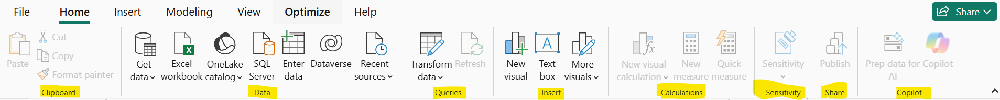 File Home Insert Modeling View Optimize Help Share
Paste
Cut
Copy
Format painter
Clipboard
Get
data
Excel
workbook
OneLake
catalog
SQL
Server
Enter
data
Dataverse
Recent
sources
Data
Transform
data
Refresh
Queries
New
visual
A
Text
box
More
visuals
Insert
fx
New visual
calculation
New
measure
Quick
measure
Calculations
Sensitivity
Sensitivity
Publish
Share
Prep data for
AI
Copilot
Copilot